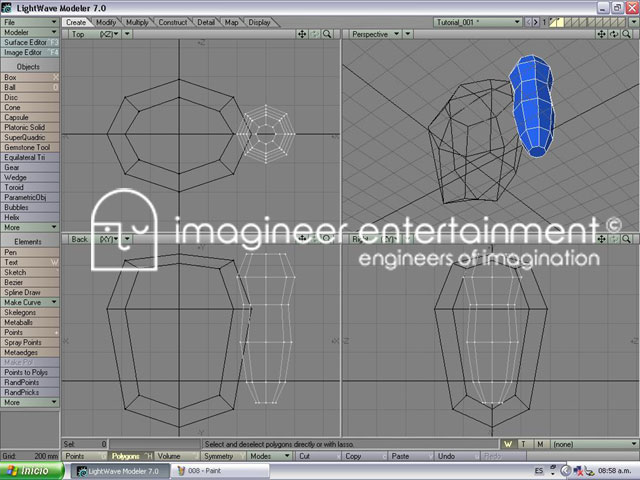 LightWave Modeler 7.0
File
Create Modify Multiply Construct Detail Map Display
Tutorial_001 *
Modeler
Surface Editor
Image Editor
Objects
Box X
Ball O
Disc
Cone
Capsule
Platonic Solid
SuperQuadric
Gemstone Tool
Equilateral Tri
Gear
Wedge
Toroid
ParametricObj
Bubbles
Helix
More
Elements
Pen
Text W
Sketch
Bezier
Spline Draw
Make Curve
Skelegons
Metaballs
Points +
Spray Points
Metaedges
Make Pol
Points to Polys
RandPoints
RandPricks
More
Top (XZ)
Perspective
Back (XY)
Right
imagineer entertainment ©
engineers of imagination
Sel: 0
Select and deselect polygons directly or with lasso.
W T M (none)
Grid: 200 mm
Points Polygons Volume Symmetry Modes Cut Copy Paste Undo Redo
Inicio
LightWave Modeler 7.0
008 - Paint
ES
08:58 a.m.